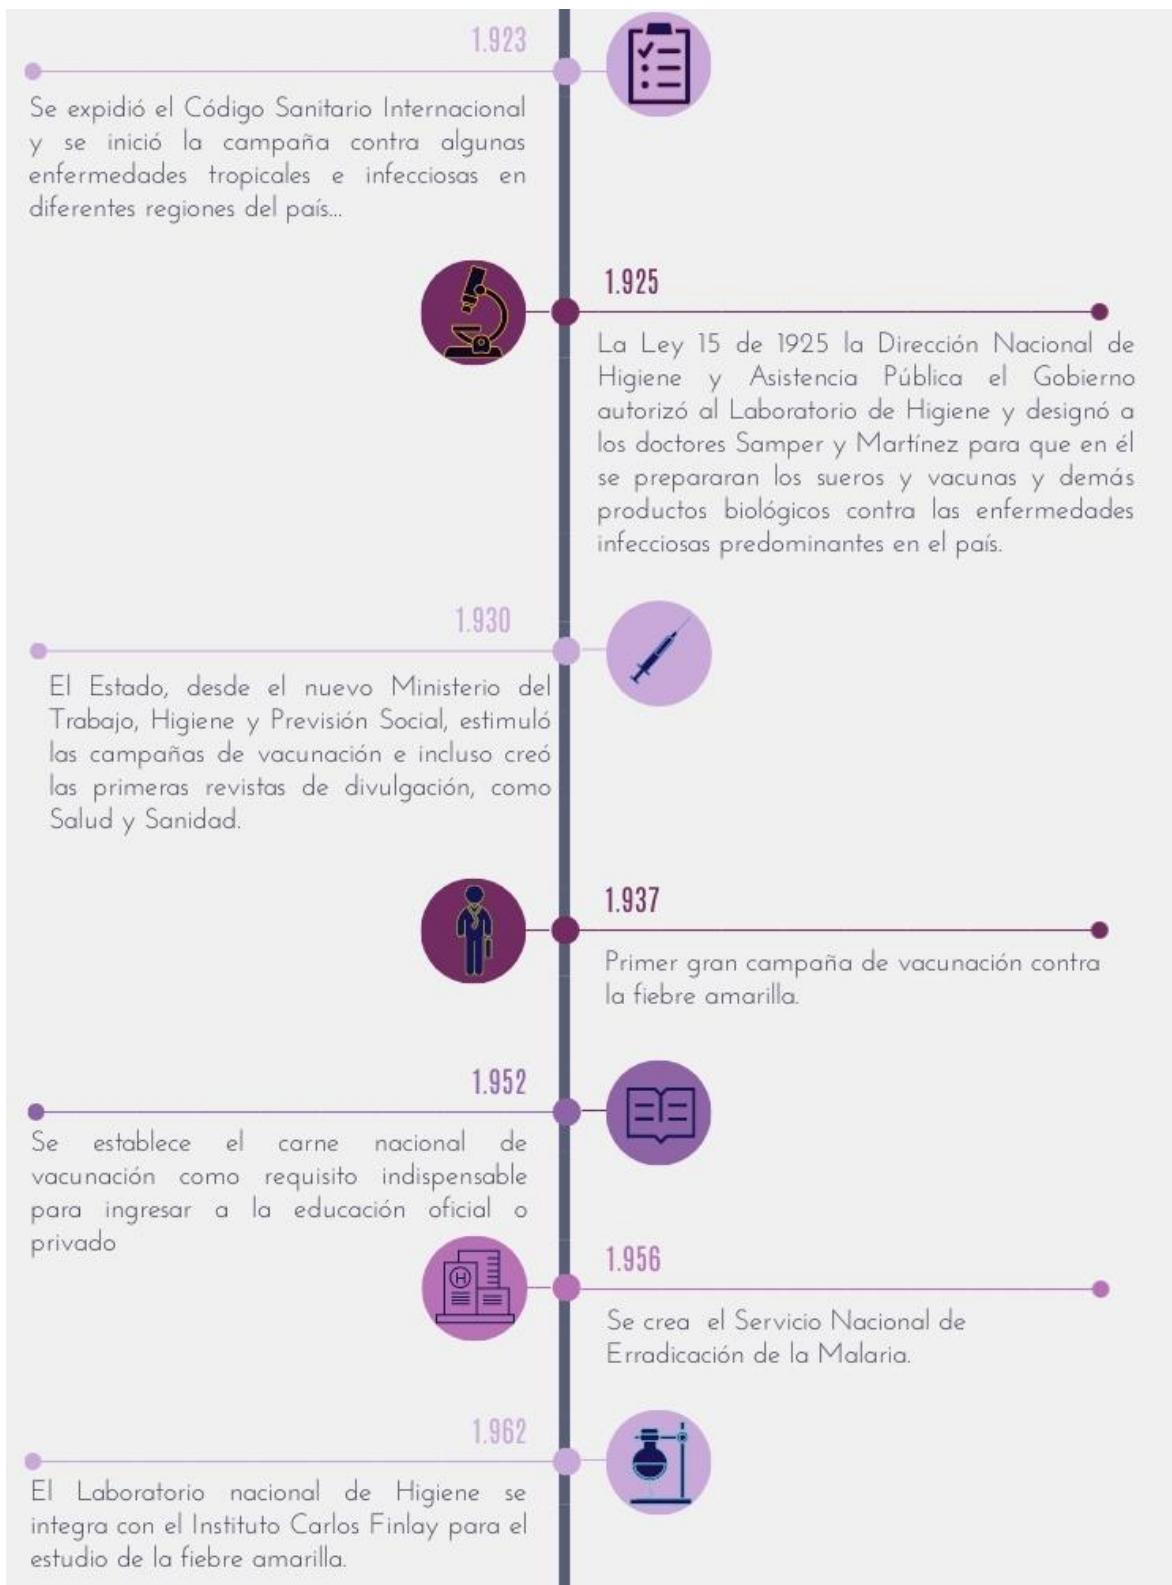 1.923
Se expidió el Código Sanitario Internacional
y se inició la campaña contra algunas
enfermedades tropicales e infecciosas en
diferentes regiones del país...
1.925
La Ley 15 de 1925 la Dirección Nacional de
Higiene y Asistencia Pública el Gobierno
autorizó al Laboratorio de Higiene y designó a
los doctores Samper y Martínez para que en él
se prepararan los sueros y vacunas y demás
productos biológicos contra las enfermedades
infecciosas predominantes en el país.
1.930
El Estado, desde el nuevo Ministerio del
Trabajo, Higiene y Previsión Social, estimuló
las campañas de vacunación e incluso creó
las primeras revistas de divulgación, como
Salud y Sanidad.
1.937
Primer gran campaña de vacunación contra
la fiebre amarilla.
1.952
Se establece el carne nacional de
vacunación como requisito indispensable
para ingresar a la educación oficial o
privado
H
1.956
Se crea el Servicio Nacional de
Erradicación de la Malaria.
1.962
El Laboratorio nacional de Higiene se
integra con el Instituto Carlos Finlay para el
estudio de la fiebre amarilla.